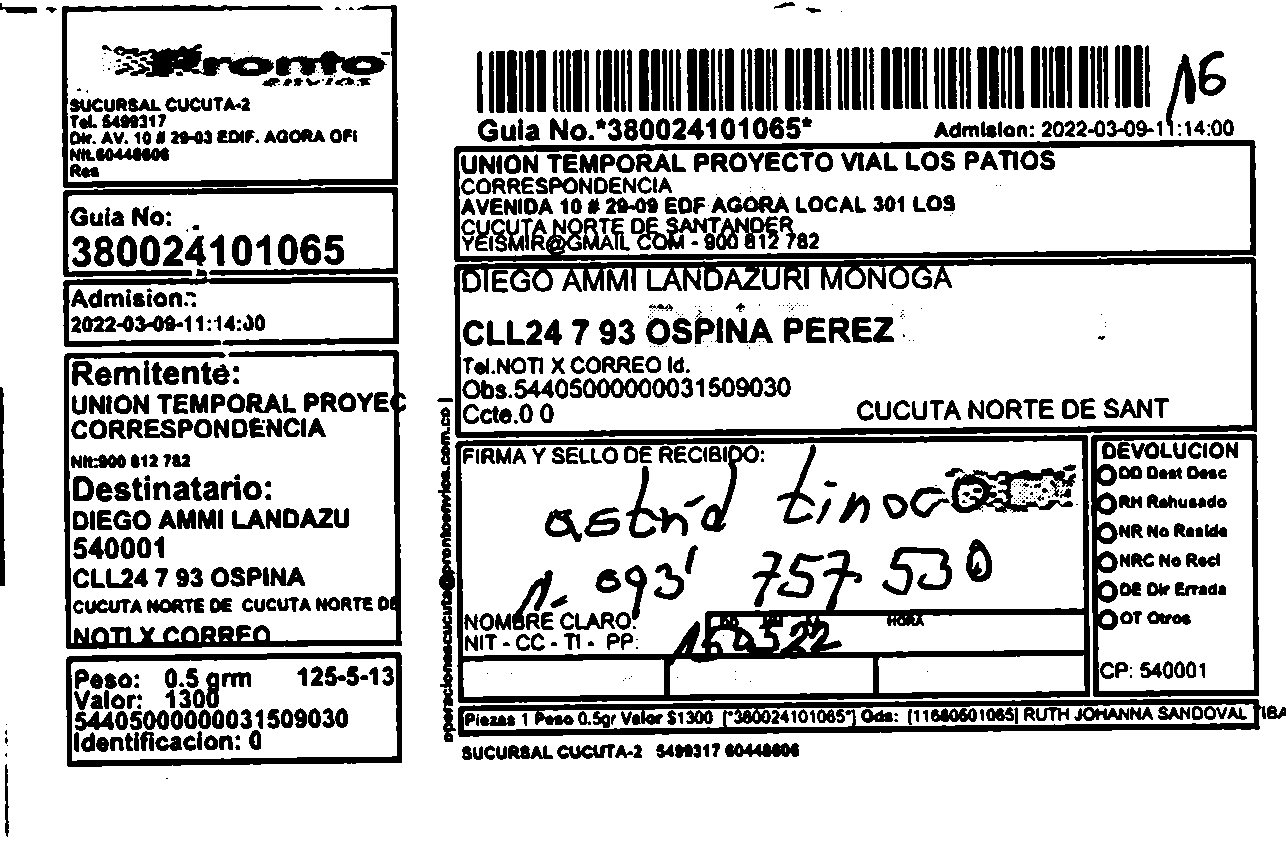 Pronto
envios
SUCURSAL CUCUTA-2
Tel. 5499317
Dir. AV. 10 # 29-03 EDIF. AGORA OFI
Nit.60448606
Res
Guia No:
380024101065
Admision:
2022-03-09-11:14:00
Remitente:
UNION TEMPORAL PROYEC
CORRESPONDENCIA
Nit:900 812 782
Destinatario:
DIEGO AMMI LANDAZU
540001
CLL24 7 93 OSPINA
CUCUTA NORTE DE CUCUTA NORTE DE
NOTI X CORREO
Peso: 0.5 grm 125-5-13
Valor: 1300
54405000000031509030
Identificacion: 0
16
Guia No.*380024101065* Admision: 2022-03-09-11:14:00
UNION TEMPORAL PROYECTO VIAL LOS PATIOS
CORRESPONDENCIA
AVENIDA 10 # 29-09 EDF AGORA LOCAL 301 LOS
CUCUTA NORTE DE SANTANDER
YEISMIR@GMAIL COM - 900 812 782
DIEGO AMMI LANDAZURI MONOGA
CLL24 7 93 OSPINA PEREZ
Tel.NOTI X CORREO Id.
Obs.54405000000031509030
Ccte.0 0 CUCUTA NORTE DE SANT
operacionescucuta@prontoenvios.com.co |
FIRMA Y SELLO DE RECIBIDO:
astrid tinoco
1. 093' 757 530
NOMBRE CLARO:
NIT - CC - TI - PP:
HORA
150322
DEVOLUCION
DD Dest Desc
RH Rehusado
NR No Reside
NRC No Recl
DE Dir Errada
OT Otros
CP: 540001
Piezas 1 Peso 0.5gr Valor $1300 [*380024101065*] Ods: [11680601065] RUTH JOHANNA SANDOVAL TIBA
SUCURSAL CUCUTA-2 5499317 60448606